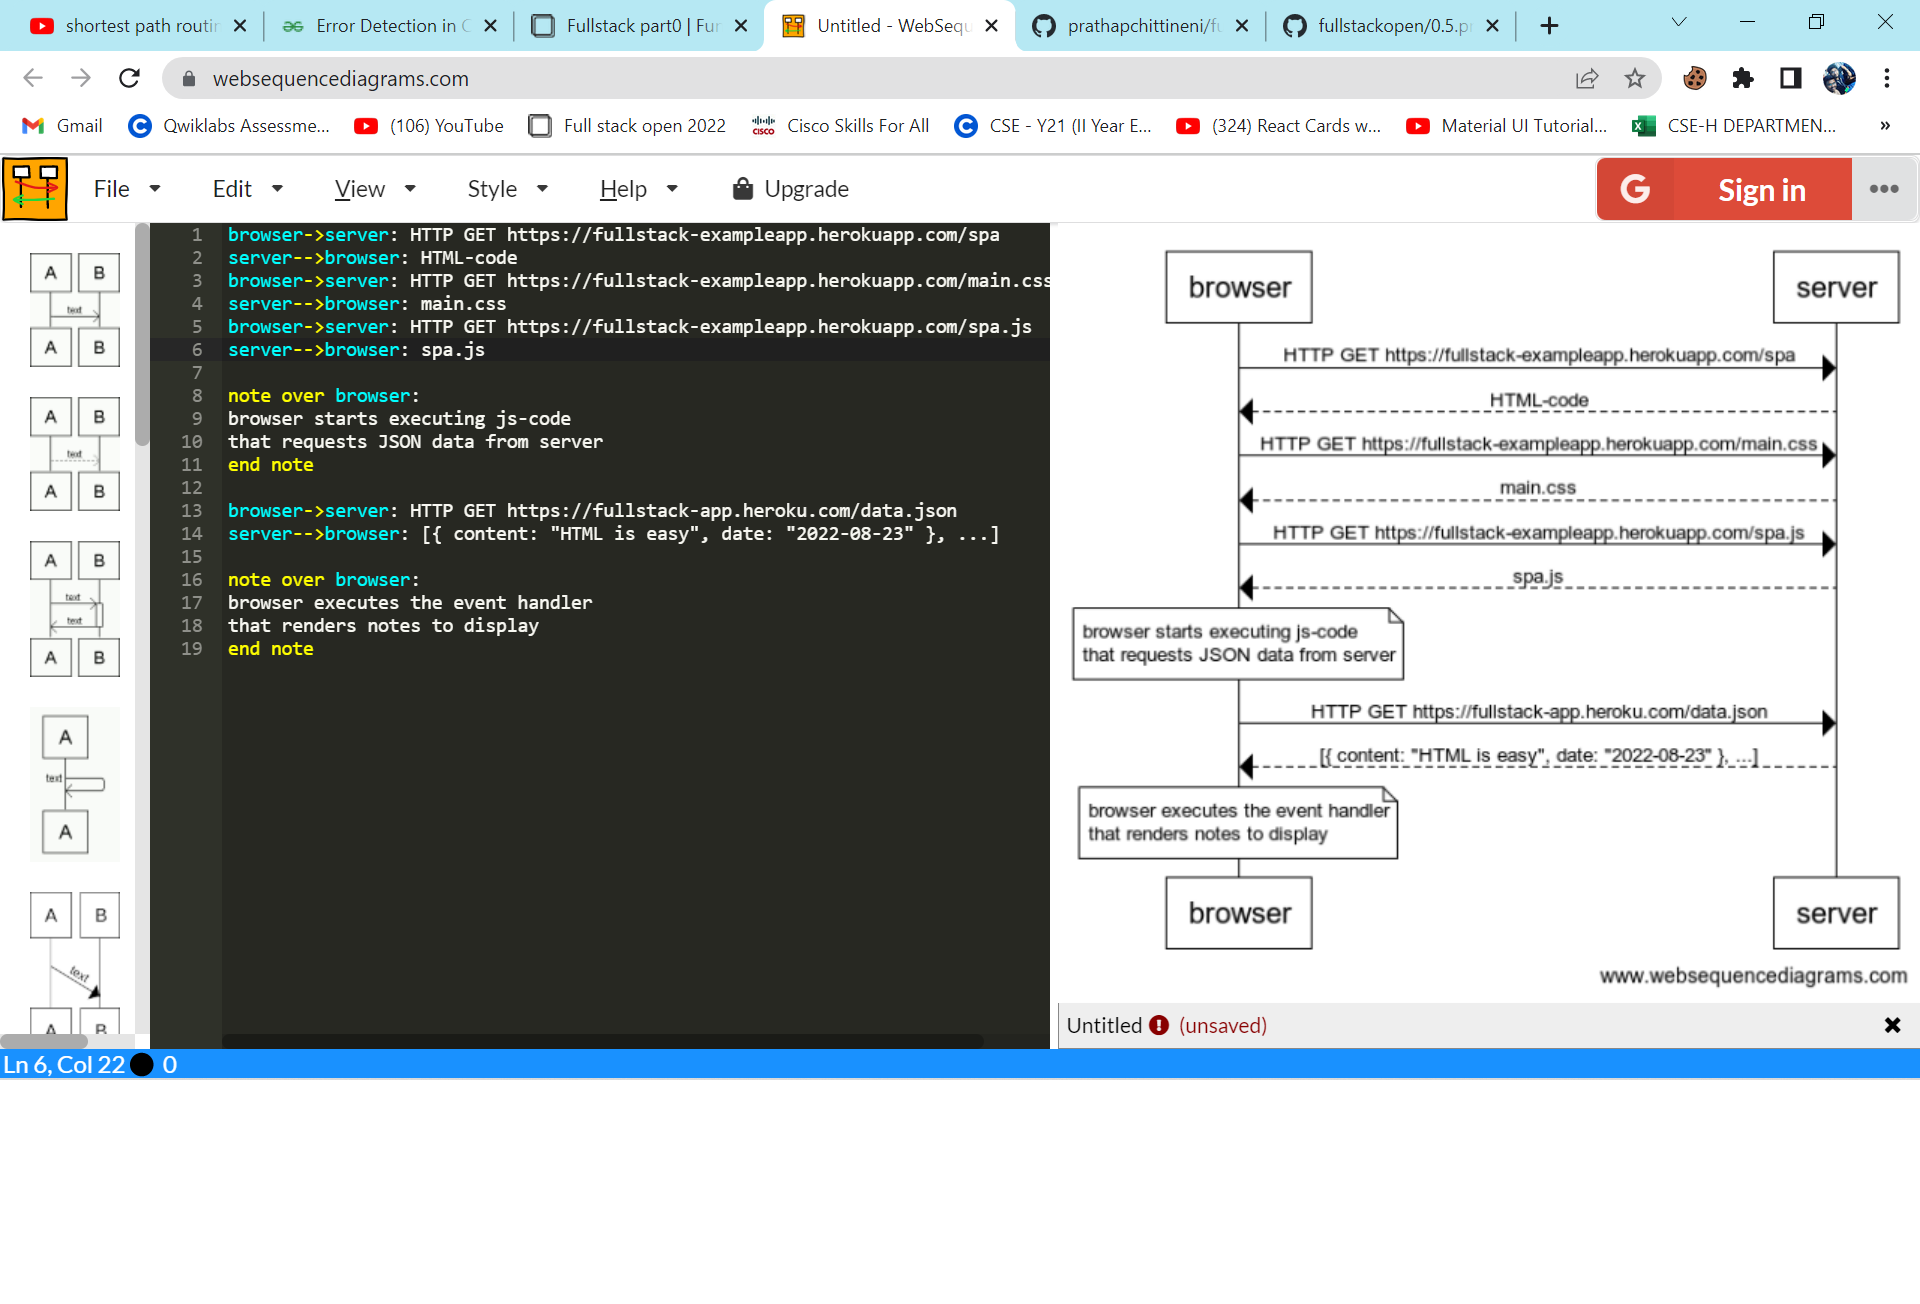 shortest path routin
Error Detection in C
Fullstack part0 | Fur
Untitled - WebSequ
prathapchittineni/fu
fullstackopen/0.5.p
websequencediagrams.com
Gmail
Qwiklabs Assessme...
(106) YouTube
Full stack open 2022
Cisco Skills For All
CSE - Y21 (II Year E...
(324) React Cards w...
Material UI Tutorial...
CSE-H DEPARTMEN...
»
File
Edit
View
Style
Help
Upgrade
G Sign in
A B
text
A B
A B
text
A B
A B
text
text
A B
A
text
A
A B
text
A B
1 browser->server: HTTP GET https://fullstack-exampleapp.herokuapp.com/spa
2 server-->browser: HTML-code
3 browser->server: HTTP GET https://fullstack-exampleapp.herokuapp.com/main.css
4 server-->browser: main.css
5 browser->server: HTTP GET https://fullstack-exampleapp.herokuapp.com/spa.js
6 server-->browser: spa.js
7
8 note over browser:
9 browser starts executing js-code
10 that requests JSON data from server
11 end note
12
13 browser->server: HTTP GET https://fullstack-app.heroku.com/data.json
14 server-->browser: [{ content: "HTML is easy", date: "2022-08-23" }, ...]
15
16 note over browser:
17 browser executes the event handler
18 that renders notes to display
19 end note
browser
server
HTTP GET https://fullstack-exampleapp.herokuapp.com/spa
HTML-code
HTTP GET https://fullstack-exampleapp.herokuapp.com/main.css
main.css
HTTP GET https://fullstack-exampleapp.herokuapp.com/spa.js
spa.js
browser starts executing js-code
that requests JSON data from server
HTTP GET https://fullstack-app.heroku.com/data.json
[{ content: "HTML is easy", date: "2022-08-23" }, ...]
browser executes the event handler
that renders notes to display
browser
server
www.websequencediagrams.com
Untitled (unsaved)
Ln 6, Col 22 0